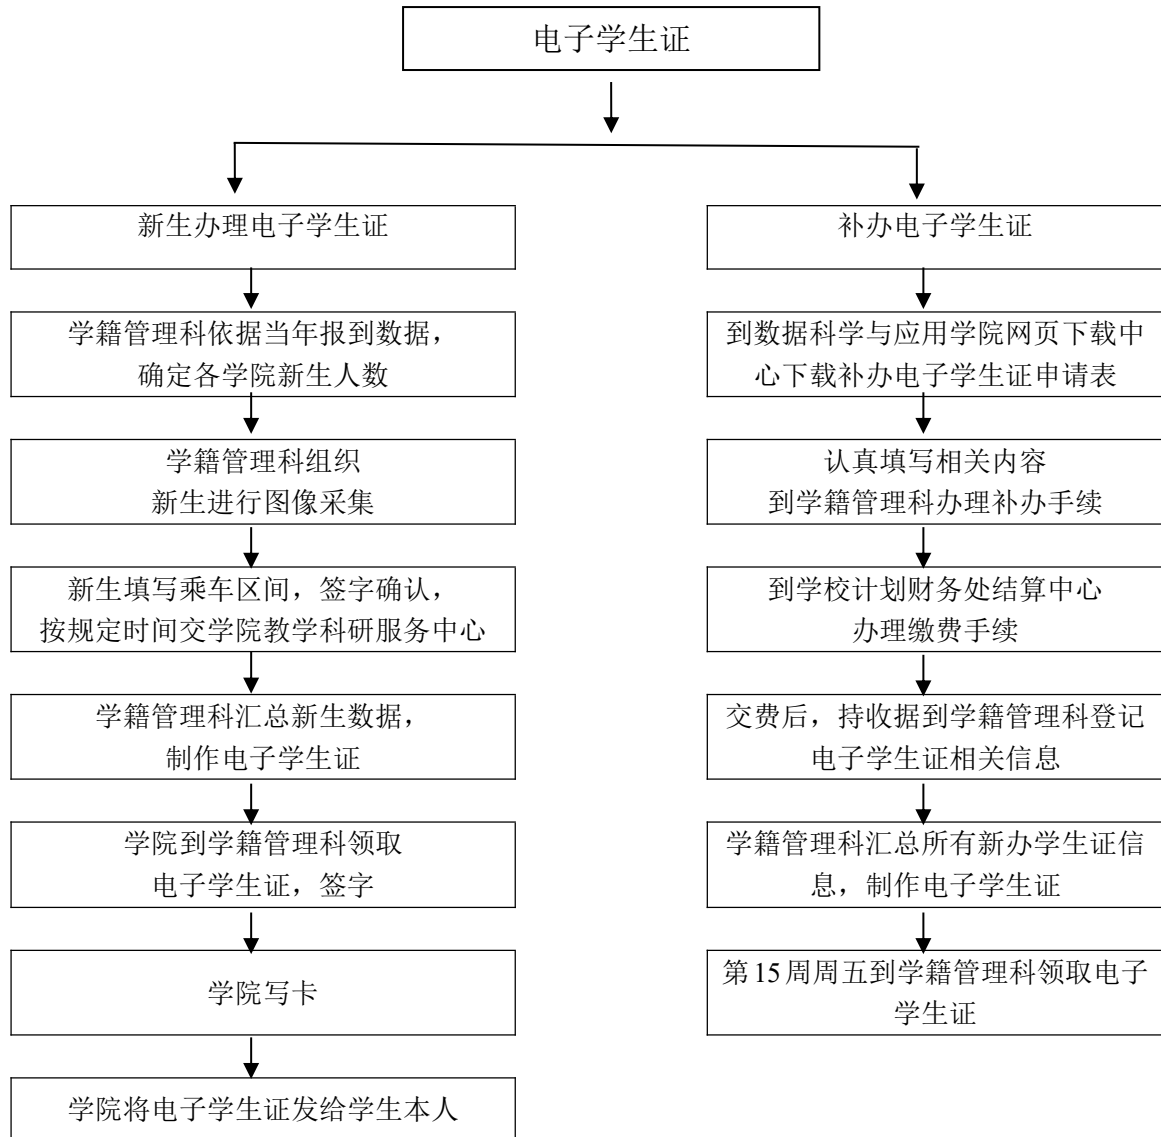 电子学生证
新生办理电子学生证
学籍管理科依据当年报到数据，
确定各学院新生人数
学籍管理科组织
新生进行图像采集
新生填写乘车区间，签字确认，
按规定时间交学院教学科研服务中心
学籍管理科汇总新生数据，
制作电子学生证
学院到学籍管理科领取
电子学生证，签字
学院写卡
学院将电子学生证发给学生本人
补办电子学生证
到数据科学与应用学院网页下载中
心下载补办电子学生证申请表
认真填写相关内容
到学籍管理科办理补办手续
到学校计划财务处结算中心
办理缴费手续
交费后，持收据到学籍管理科登记
电子学生证相关信息
学籍管理科汇总所有新办学生证信
息，制作电子学生证
第15周周五到学籍管理科领取电子
学生证